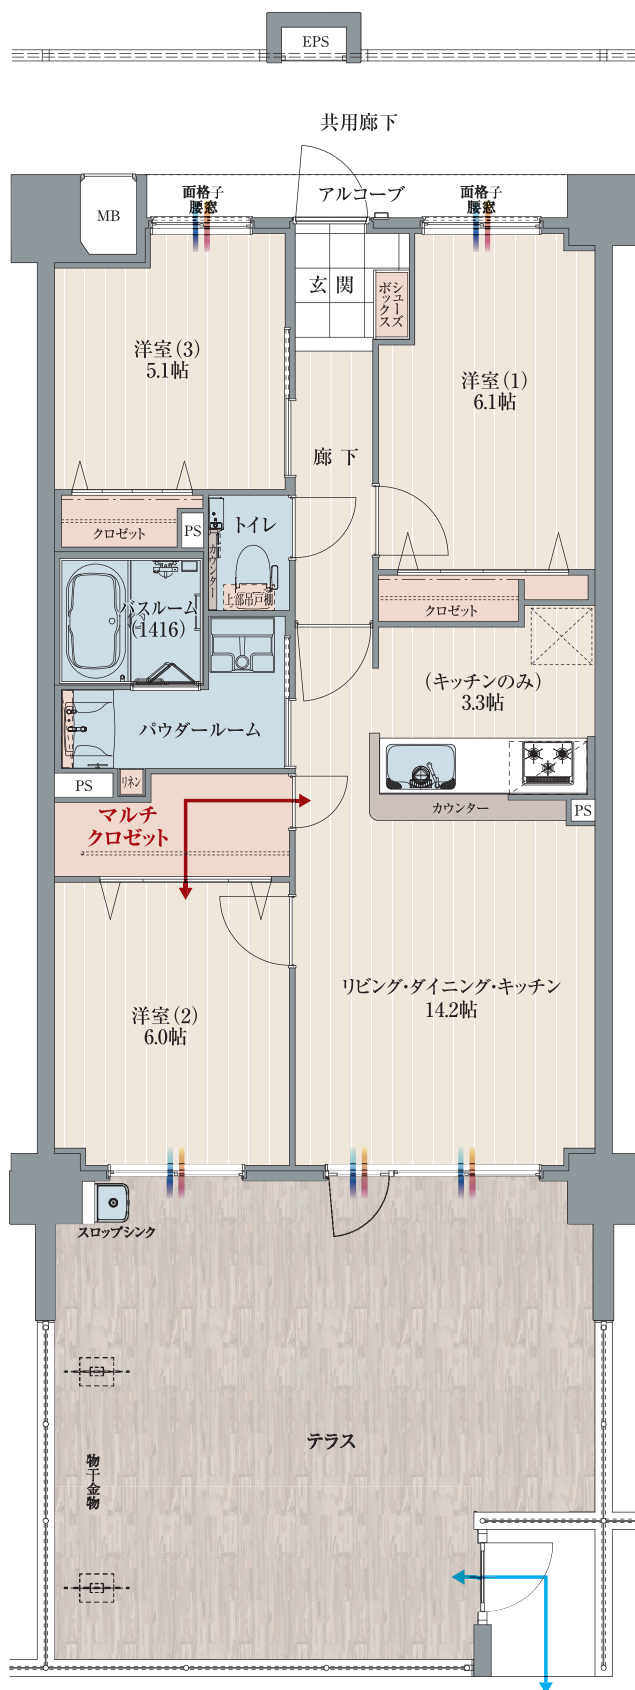 EPS
共用廊下
MB
面格子
腰窓
アルコーブ
面格子
腰窓
玄関
シューズ
ボックス
洋室(3)
5.1帖
洋室(1)
6.1帖
廊下
クロゼット
PS
トイレ
カウンター
上部吊戸棚
バスルーム
(1416)
クロゼット
(キッチンのみ)
3.3帖
パウダールーム
PS
リネン
マルチ
クロゼット
カウンター
PS
リビング・ダイニング・キッチン
14.2帖
洋室(2)
6.0帖
スロップシンク
テラス
物干金物